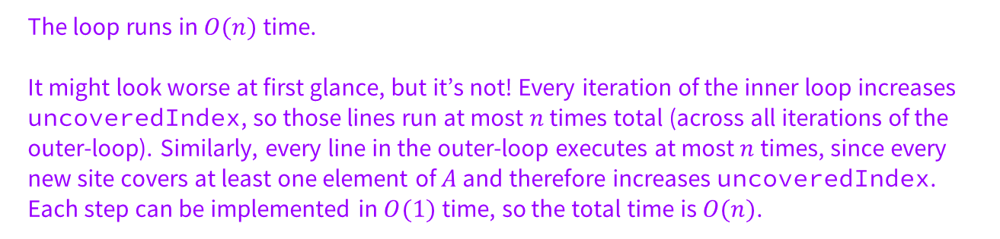 The loop runs in O(n) time.
It might look worse at first glance, but it’s not! Every iteration of the inner loop increases
uncoveredIndex, so those lines run at most n times total (across all iterations of the
outer-loop). Similarly, every line in the outer-loop executes at most n times, since every
new site covers at least one element of A and therefore increases uncoveredIndex.
Each step can be implemented in O(1) time, so the total time is O(n).